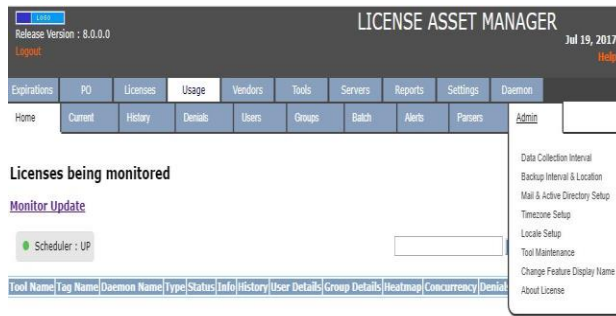 LOGO
LICENSE ASSET MANAGER
Release Version : 8.0.0.0
Jul 19, 2017
Logout
Help
Expirations PO Licenses Usage Vendors Tools Servers Reports Settings Daemon
Home Current History Denials Users Groups Batch Alerts Parsers Admin
Data Collection Interval
Backup Interval & Location
Mail & Active Directory Setup
Timezone Setup
Locale Setup
Tool Maintenance
Change Feature Display Name
About License
Licenses being monitored
Monitor Update
Scheduler : UP
Tool Name Tag Name Daemon Name Type Status Info History User Details Group Details Heatmap Concurrency Denials